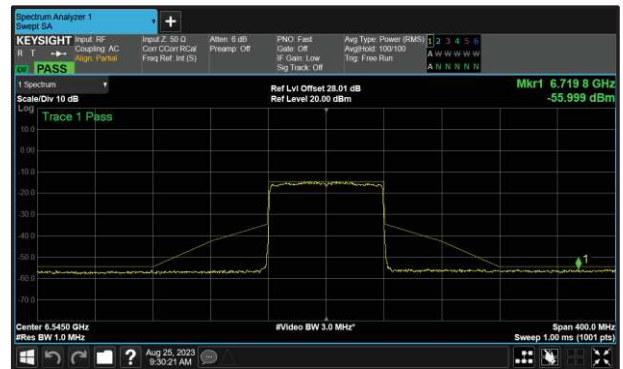 Spectrum Analyzer 1
Swept SA
+
KEYSIGHT
R T
PASS
Input: RF
Coupling: AC
Align: Partial
Input Z: 50 Ω
Corr CCorr RCal
Freq Ref: Int (S)
Atten: 6 dB
Preamp: Off
PNO: Fast
Gate: Off
IF Gain: Low
Sig Track: Off
Avg Type: Power (RMS)
Avg|Hold: 100/100
Trig: Free Run
1 2 3 4 5 6
A W W W W W
A N N N N N
1 Spectrum
Scale/Div 10 dB
Log
Ref Lvl Offset 28.01 dB
Ref Level 20.00 dBm
Mkr1 6.719 8 GHz
-55.999 dBm
Trace 1 Pass
10.0
0.00
-10.0
-20.0
-30.0
-40.0
-50.0
-60.0
-70.0
1
Center 6.5450 GHz
#Res BW 1.0 MHz
#Video BW 3.0 MHz*
Span 400.0 MHz
Sweep 1.00 ms (1001 pts)
?
Aug 25, 2023
9:30:21 AM